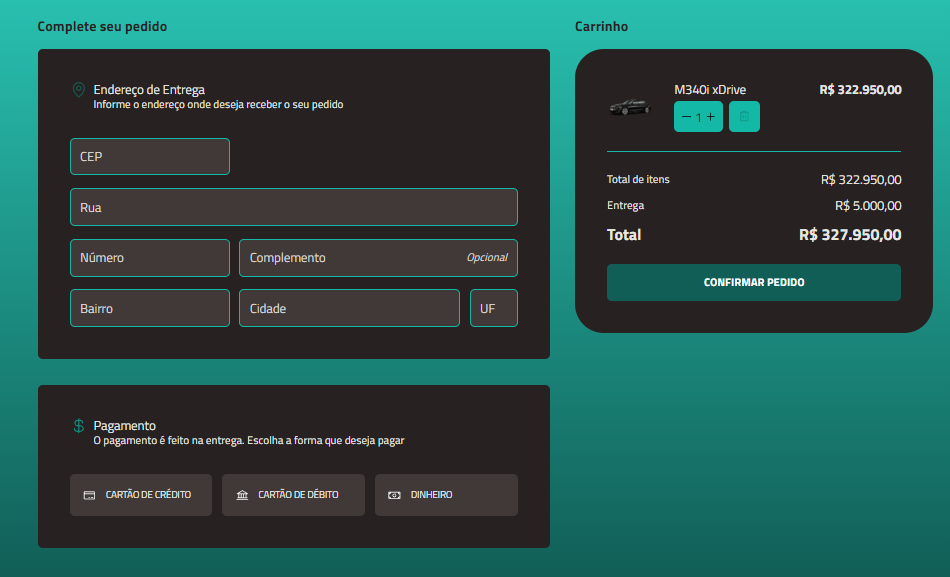 Complete seu pedido
Endereço de Entrega
Informe o endereço onde deseja receber o seu pedido
CEP
Rua
Número
Complemento Opcional
Bairro
Cidade
UF
Pagamento
O pagamento é feito na entrega. Escolha a forma que deseja pagar
CARTÃO DE CRÉDITO
CARTÃO DE DÉBITO
DINHEIRO
Carrinho
M340i xDrive R$ 322.950,00
1
Total de itens R$ 322.950,00
Entrega R$ 5.000,00
Total R$ 327.950,00
CONFIRMAR PEDIDO